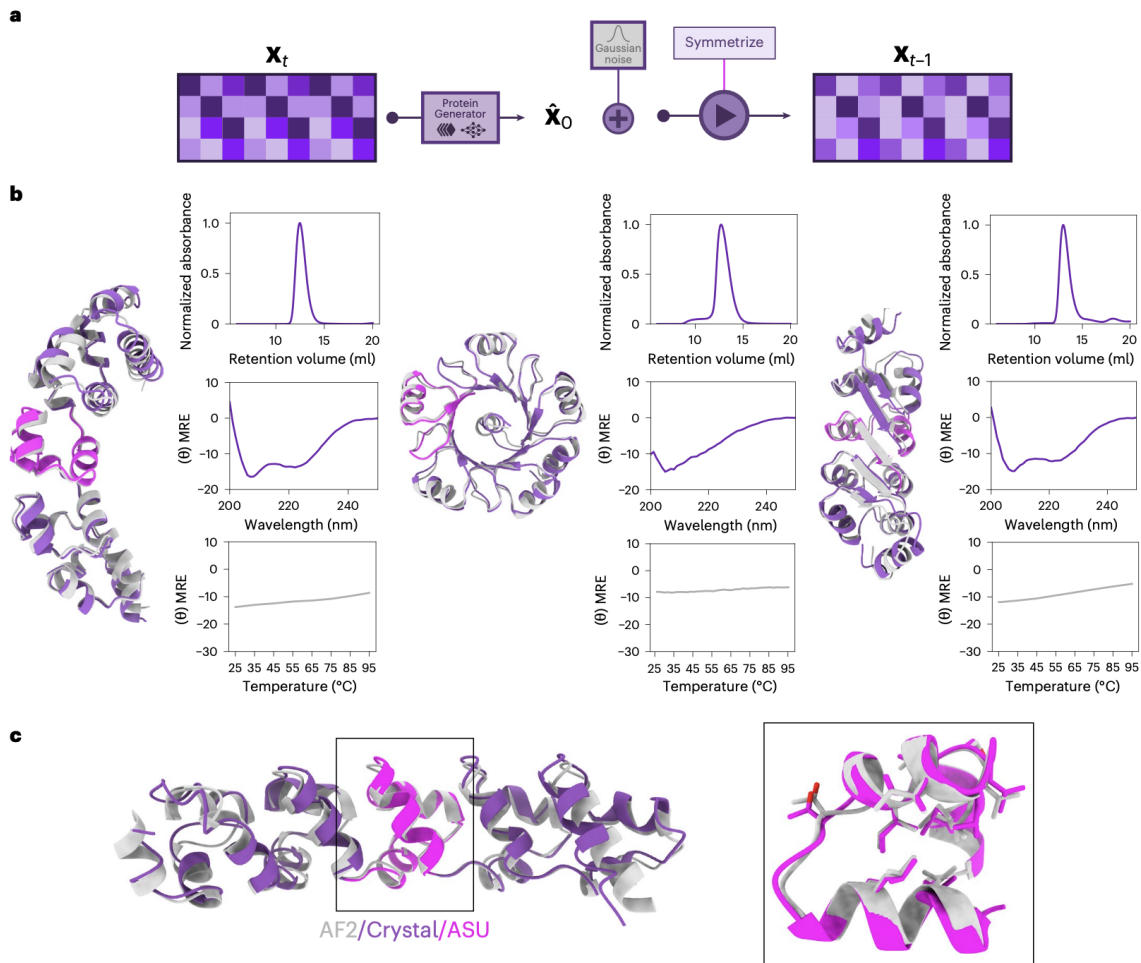 a
X_t
Protein
Generator
X̂_0
Gaussian
noise
Symmetrize
X_{t–1}
b
Normalized absorbance
1.0
0.5
0
10
15
20
Retention volume (ml)
(θ) MRE
10
0
–10
–20
200
220
240
Wavelength (nm)
(θ) MRE
10
0
–10
–20
–30
25 35 45 55 65 75 85 95
Temperature (°C)
Normalized absorbance
1.0
0.5
0
10
15
20
Retention volume (ml)
(θ) MRE
10
0
–10
–20
200
220
240
Wavelength (nm)
(θ) MRE
10
0
–10
–20
–30
25 35 45 55 65 75 85 95
Temperature (°C)
Normalized absorbance
1.0
0.5
0
10
15
20
Retention volume (ml)
(θ) MRE
10
0
–10
–20
200
220
240
Wavelength (nm)
(θ) MRE
10
0
–10
–20
–30
25 35 45 55 65 75 85 95
Temperature (°C)
c
AF2/Crystal/ASU